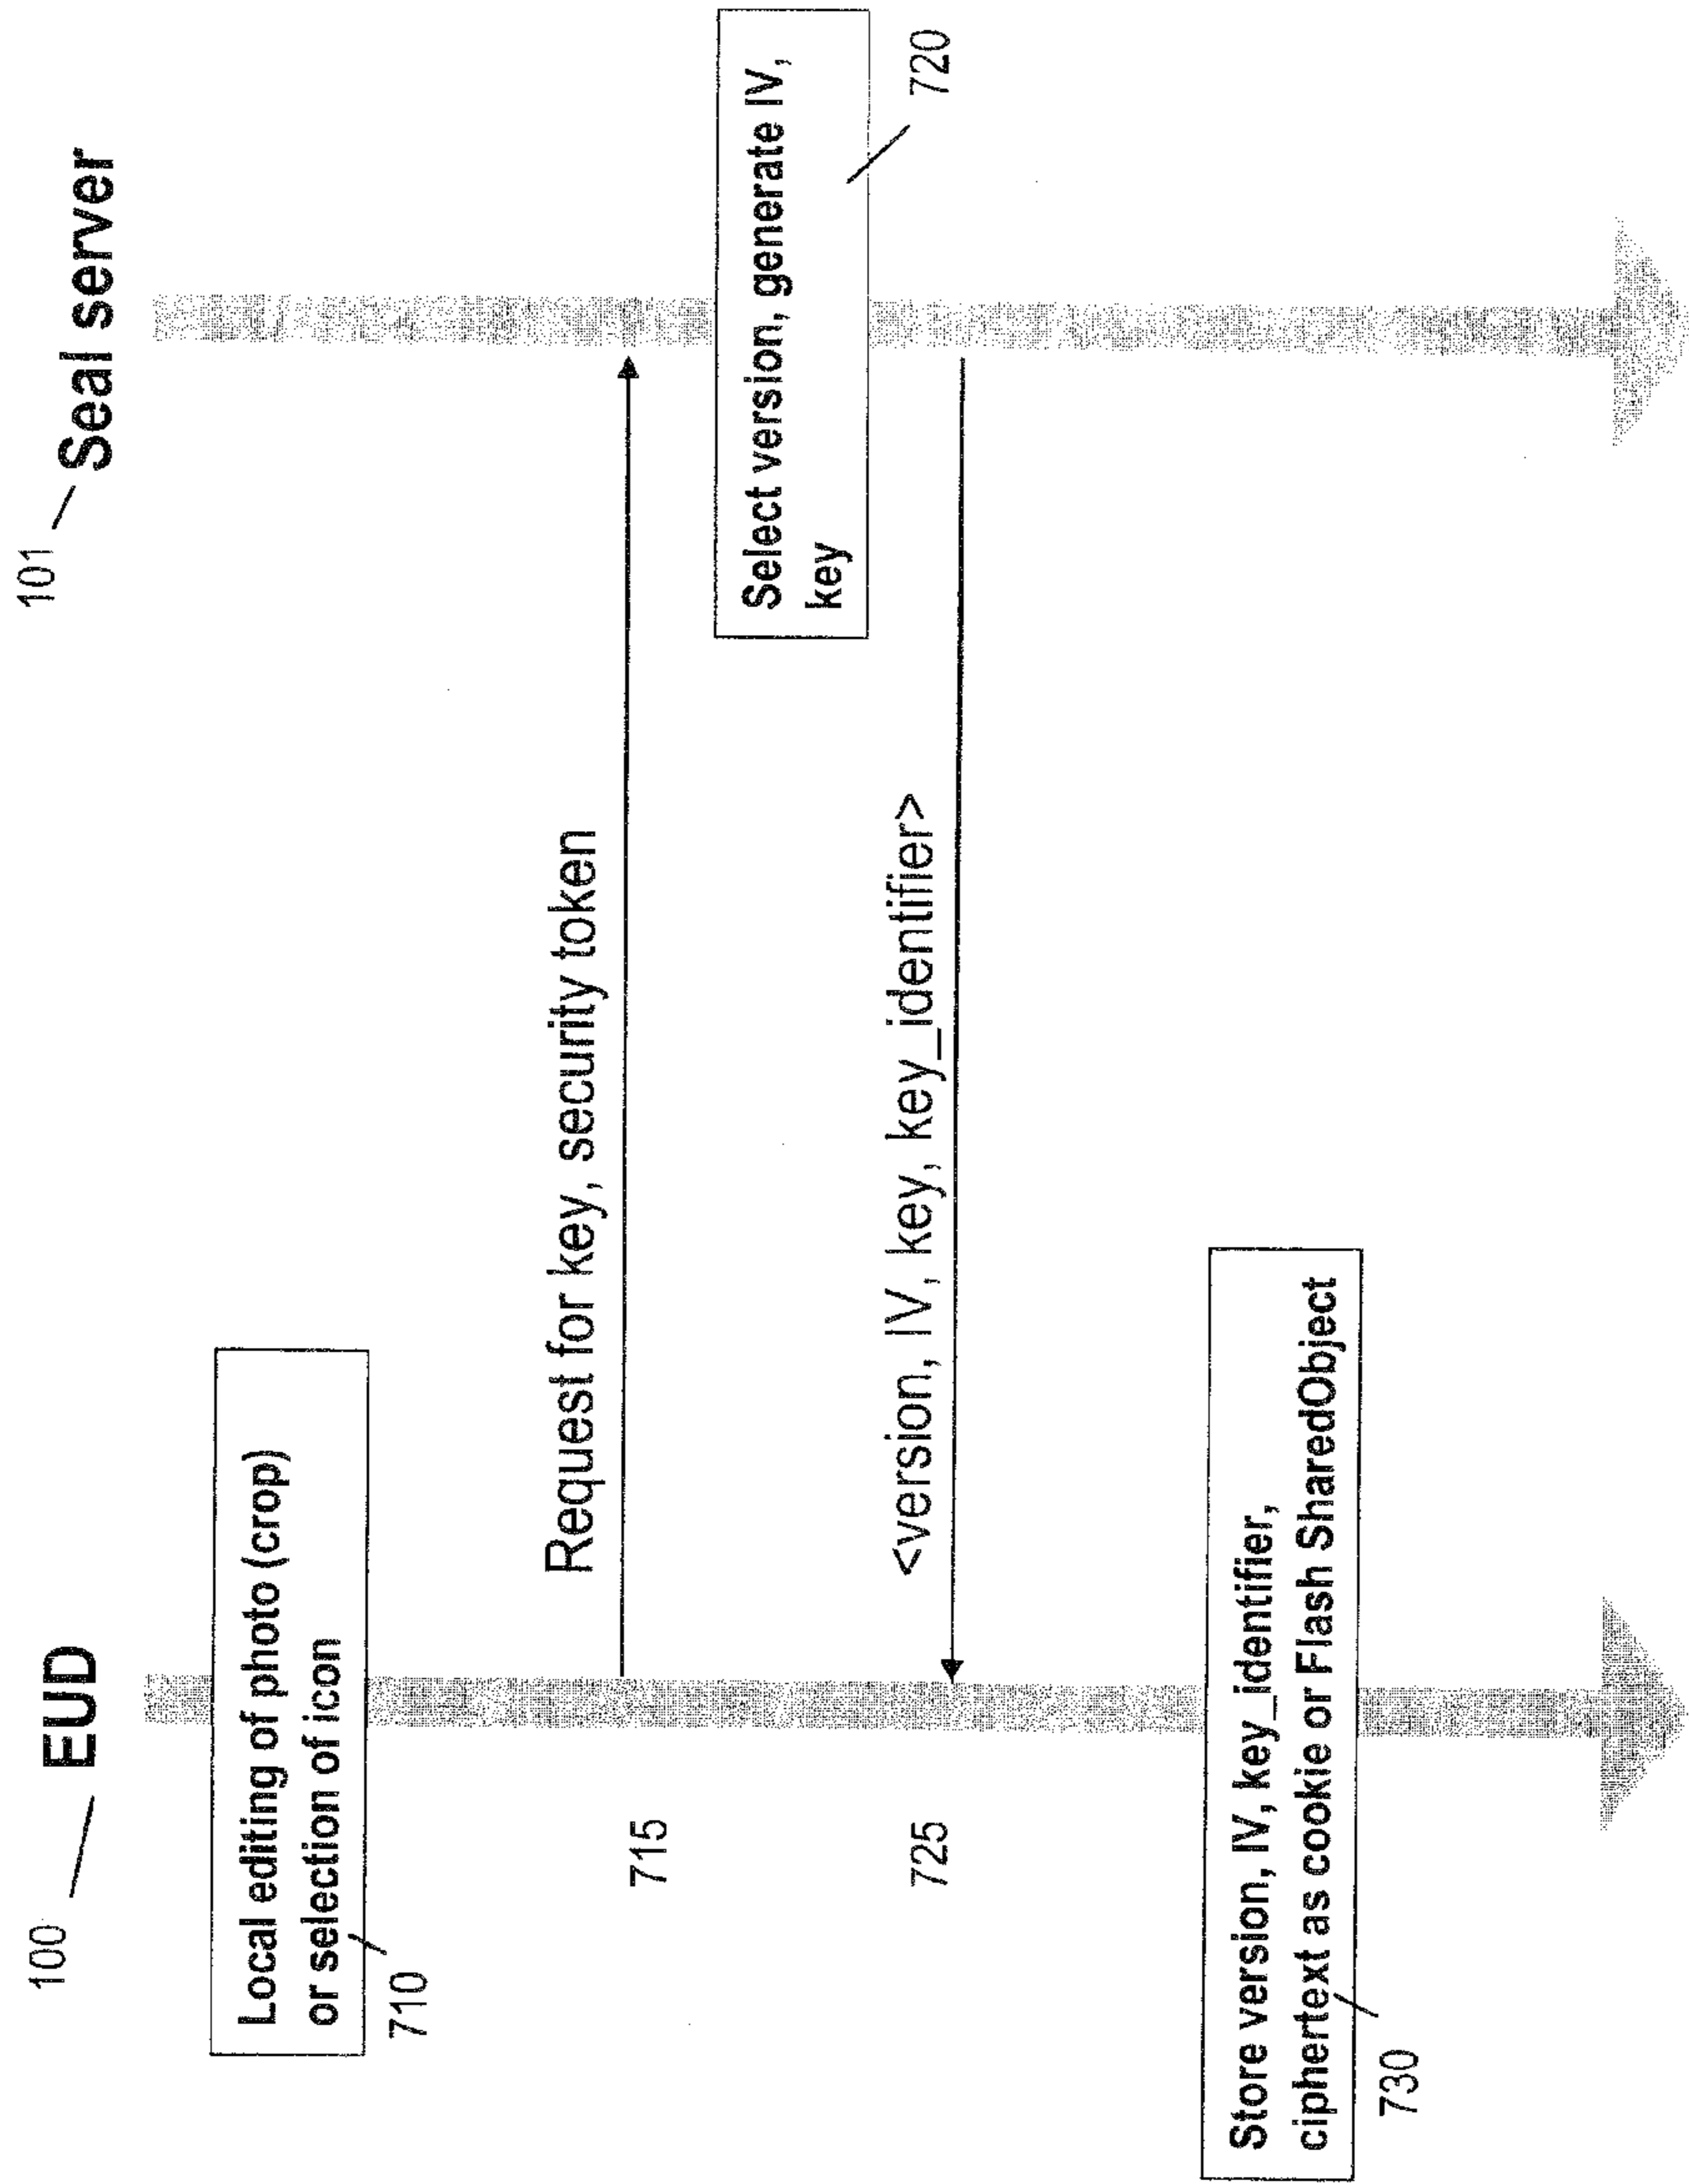 100
EUD
101
Seal server
Local editing of photo (crop)
or selection of icon
710
Request for key, security token
715
Select version, generate IV,
key
720
<version, IV, key, key_identifier>
725
Store version, IV, key_identifier,
ciphertext as cookie or Flash SharedObject
730